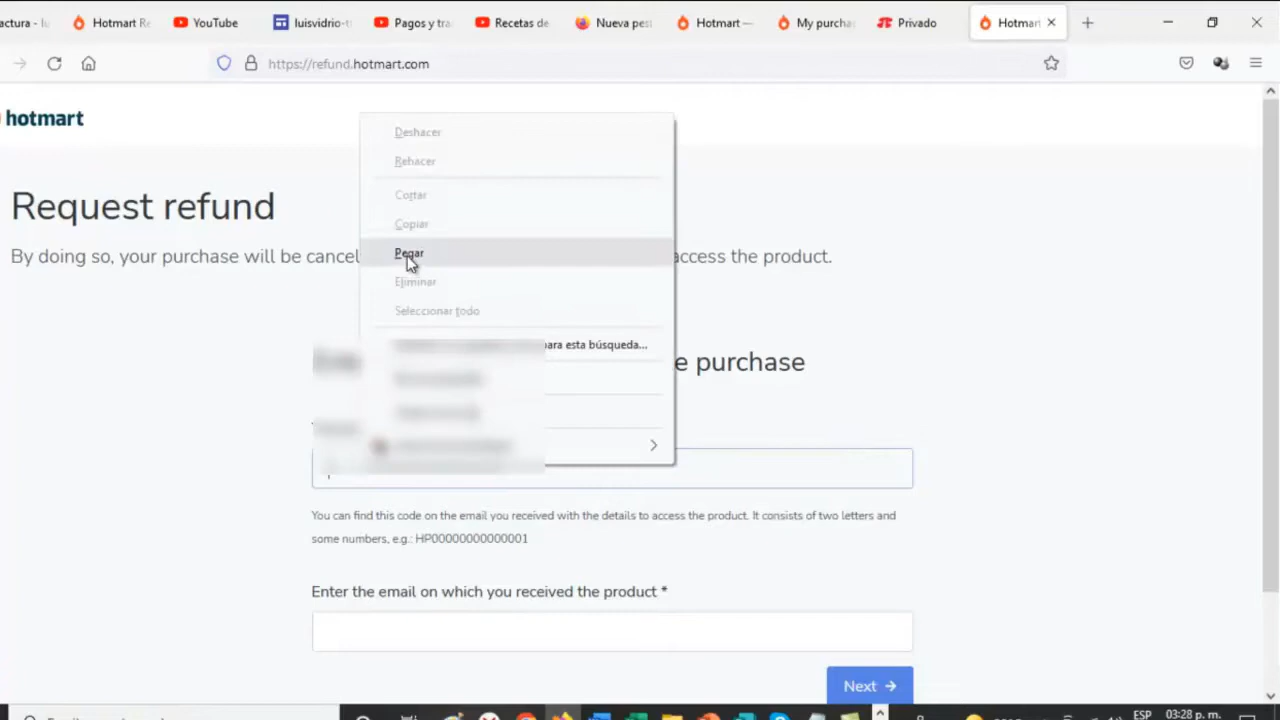 Hotmart Re
YouTube
Pagos y tra
Recetas de
Nueva pes
Hotmart —
My purcha
Privado
Hotmar
https://refund.hotmart.com
hotmart
Deshacer
Rehacer
Cortar
Copiar
Pegar
Eliminar
Seleccionar todo
para esta búsqueda...
Request refund
By doing so, your purchase will be cancel
access the product.
e purchase
You can find this code on the email you received with the details to access the product. It consists of two letters and
some numbers, e.g.: HP00000000000001
Enter the email on which you received the product *
Next →
ESP
03:28 p. m.